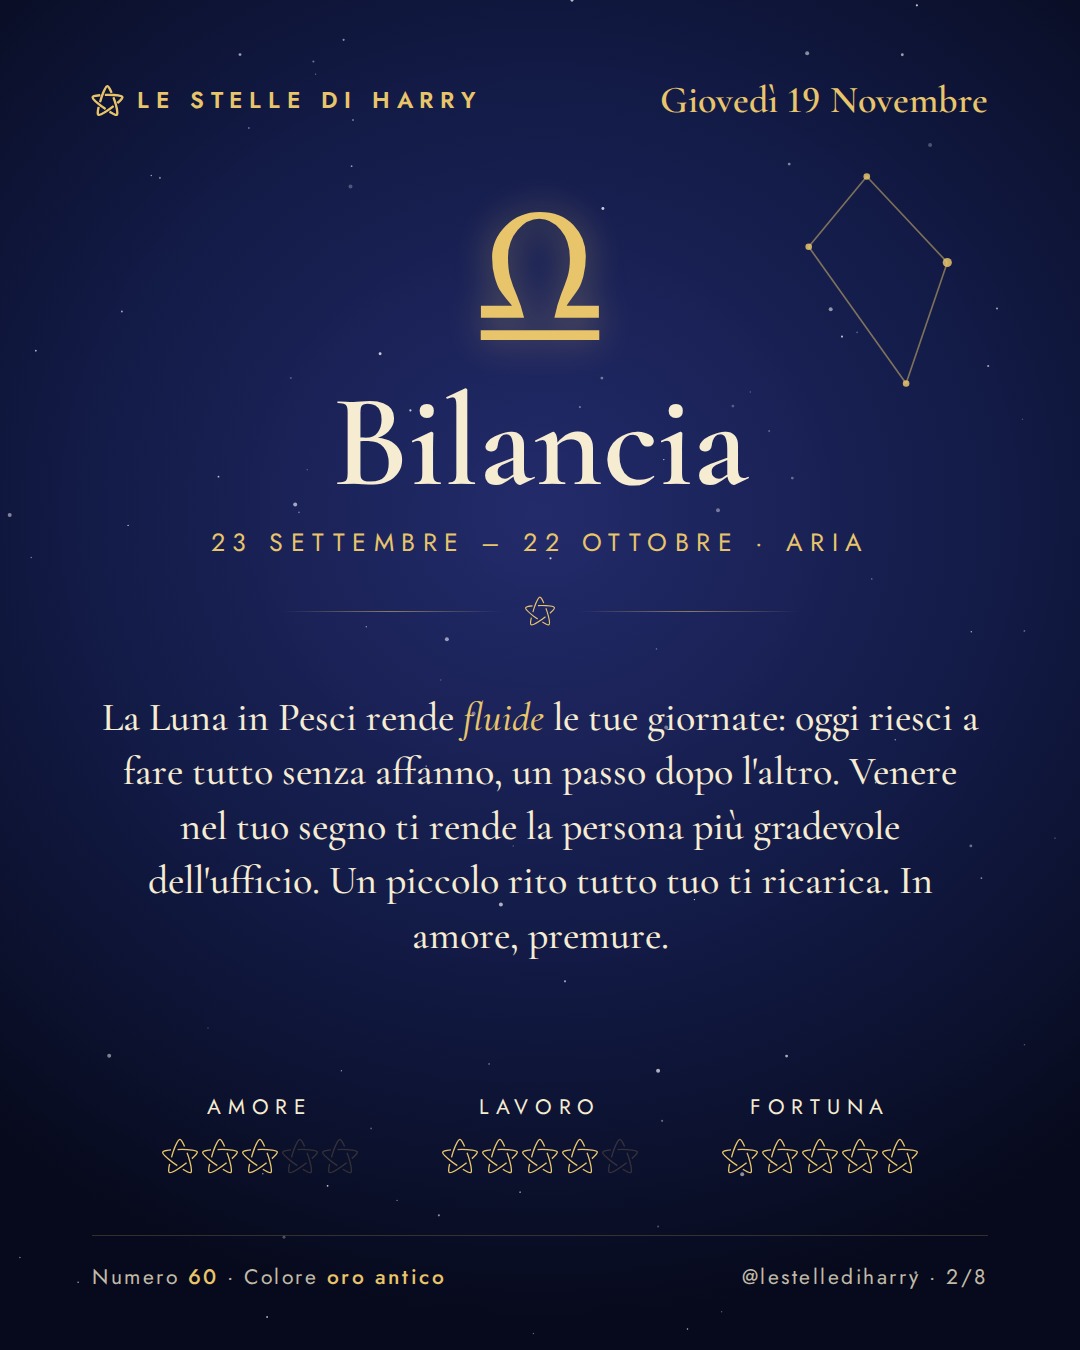 LE STELLE DI HARRY
Giovedì 19 Novembre
Bilancia
23 SETTEMBRE – 22 OTTOBRE · ARIA
La Luna in Pesci rende fluide le tue giornate: oggi riesci a
fare tutto senza affanno, un passo dopo l'altro. Venere
nel tuo segno ti rende la persona più gradevole
dell'ufficio. Un piccolo rito tutto tuo ti ricarica. In
amore, premure.
AMORE
LAVORO
FORTUNA
Numero 60 · Colore oro antico
@lestellediharry · 2/8